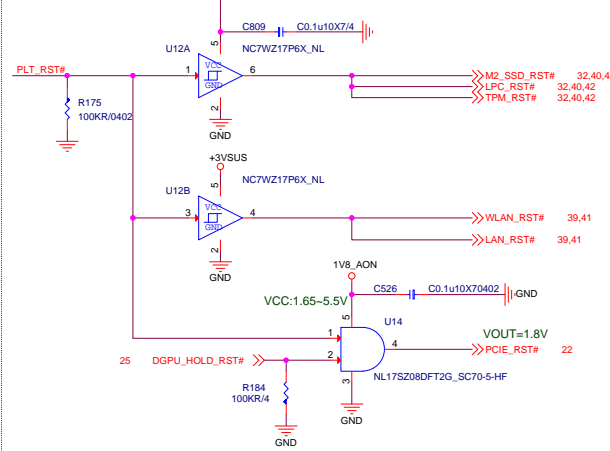 C809 C0.1u10X7/4
U12A NC7WZ17P6X_NL
5
VCC
PLT_RST# 1 6 M2_SSD_RST# 32,40,4
GND LPC_RST# 32,40,42
TPM_RST# 32,40,42
R175
100KR/0402
2
GND
+3VSUS
U12B NC7WZ17P6X_NL
5
VCC
3 4 WLAN_RST# 39,41
GND
LAN_RST# 39,41
2
GND
1V8_AON
C526 C0.1u10X70402
GND
VCC:1.65~5.5V
5 U14
1 VOUT=1.8V
4 PCIE_RST# 22
25 DGPU_HOLD_RST# 2
3 NL17SZ08DFT2G_SC70-5-HF
R184
100KR/4
GND
GND